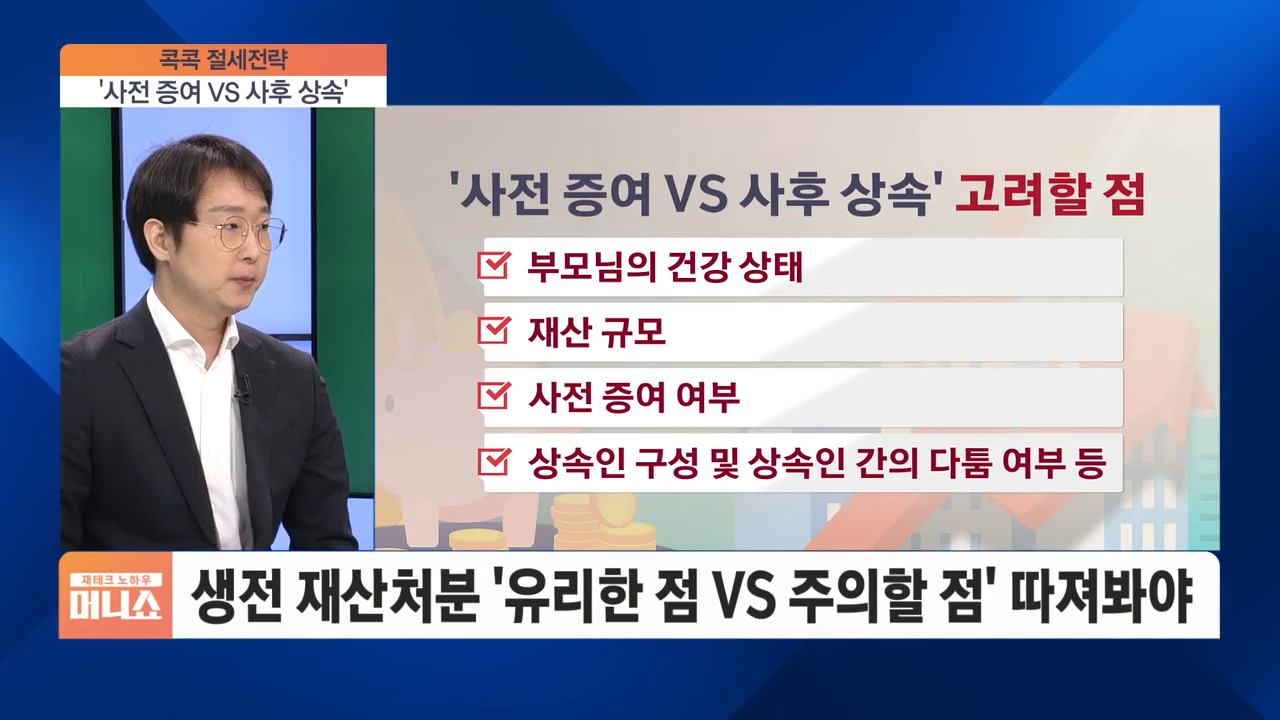 콕콕 절세전략
'사전 증여 VS 사후 상속'
'사전 증여 VS 사후 상속' 고려할 점
부모님의 건강 상태
재산 규모
사전 증여 여부
상속인 구성 및 상속인 간의 다툼 여부 등
재테크 노하우
머니쇼
생전 재산처분 '유리한 점 VS 주의할 점' 따져봐야